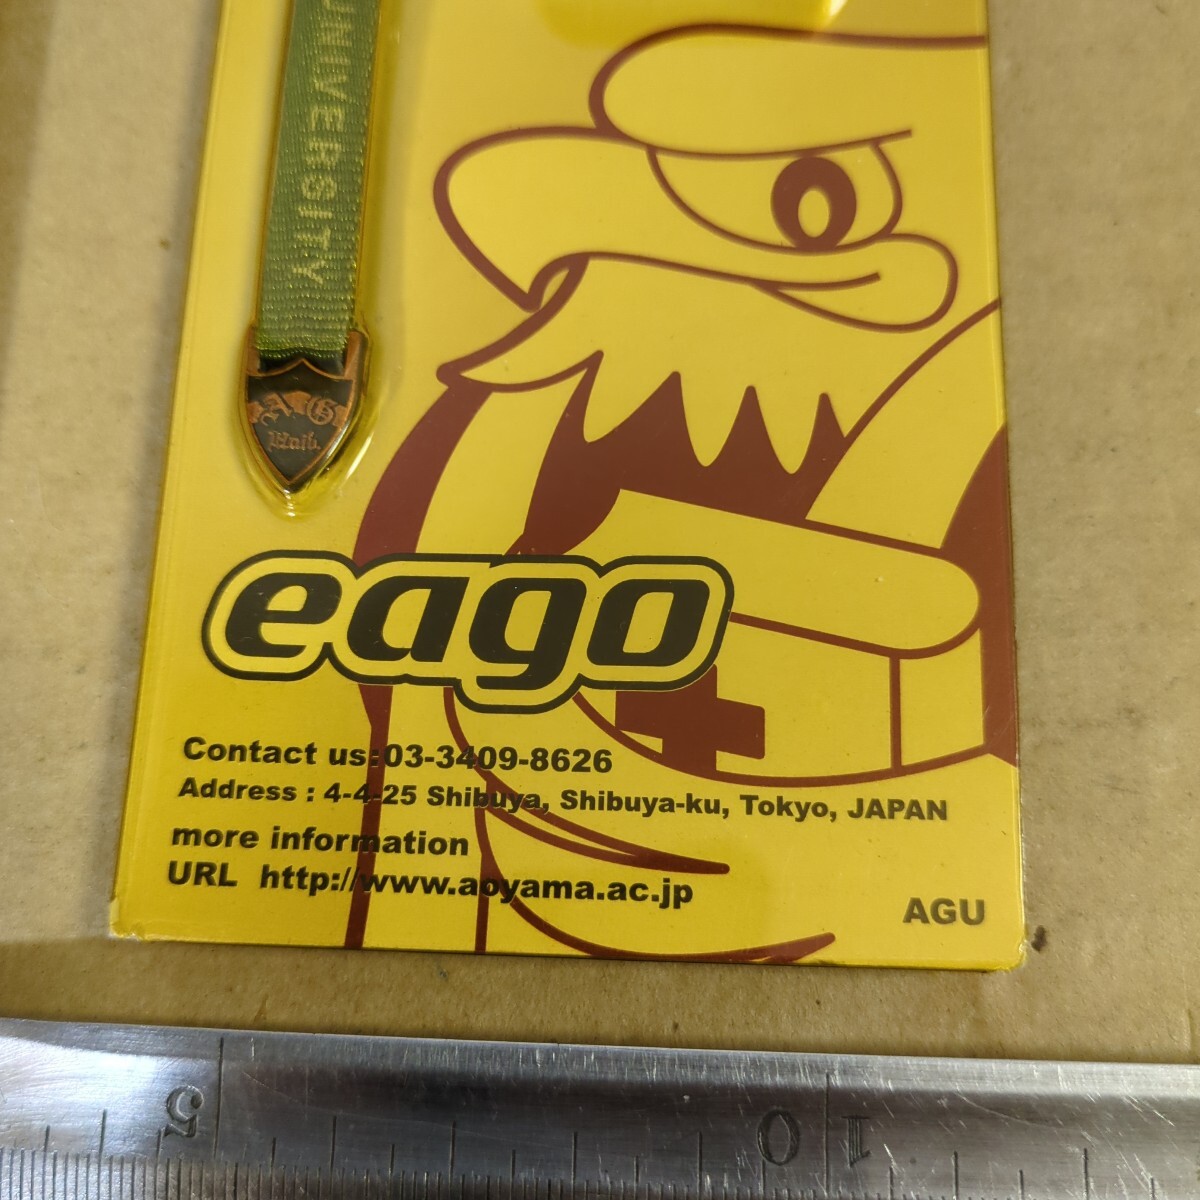 UNIVERSITY
A G
Univ.
eago
Contact us:03-3409-8626
Address : 4-4-25 Shibuya, Shibuya-ku, Tokyo, JAPAN
more information
URL http://www.aoyama.ac.jp
AGU
5
10